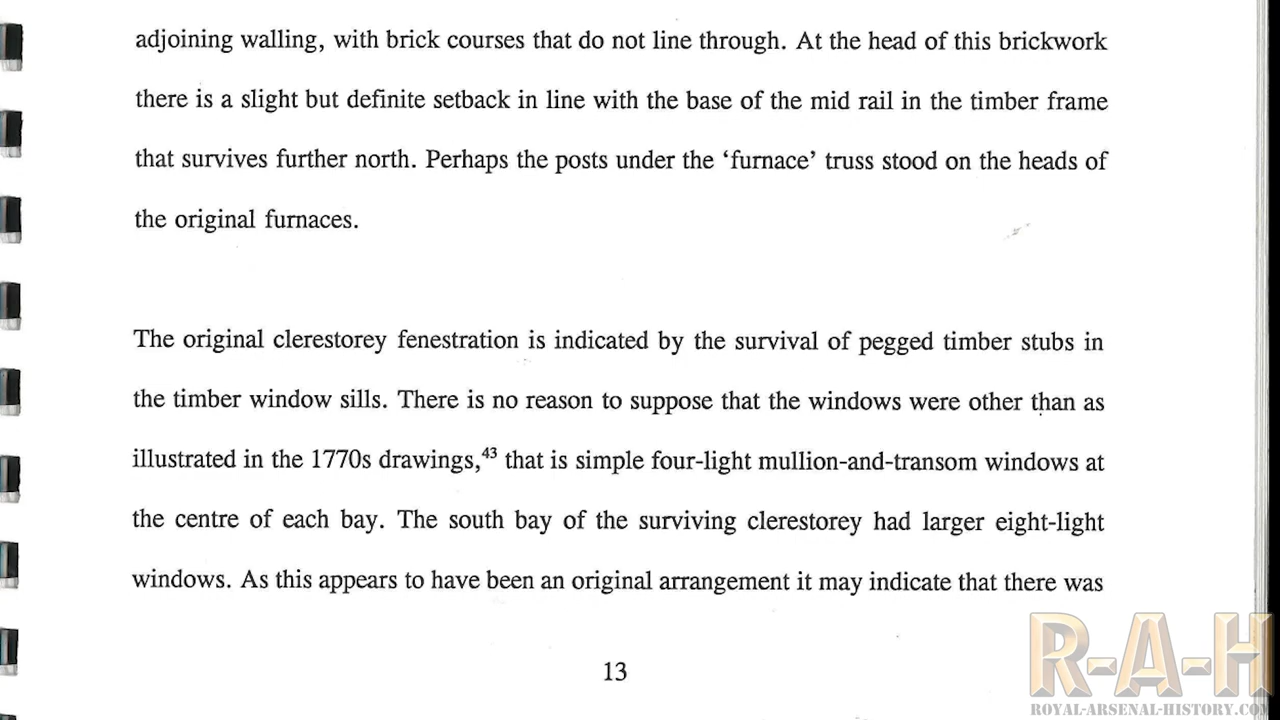 adjoining walling, with brick courses that do not line through. At the head of this brickwork
there is a slight but definite setback in line with the base of the mid rail in the timber frame
that survives further north. Perhaps the posts under the ‘furnace’ truss stood on the heads of
the original furnaces.
The original clerestorey fenestration is indicated by the survival of pegged timber stubs in
the timber window sills. There is no reason to suppose that the windows were other than as
illustrated in the 1770s drawings,⁴³ that is simple four-light mullion-and-transom windows at
the centre of each bay. The south bay of the surviving clerestorey had larger eight-light
windows. As this appears to have been an original arrangement it may indicate that there was
13
R-A-H
ROYAL-ARSENAL-HISTORY.COM